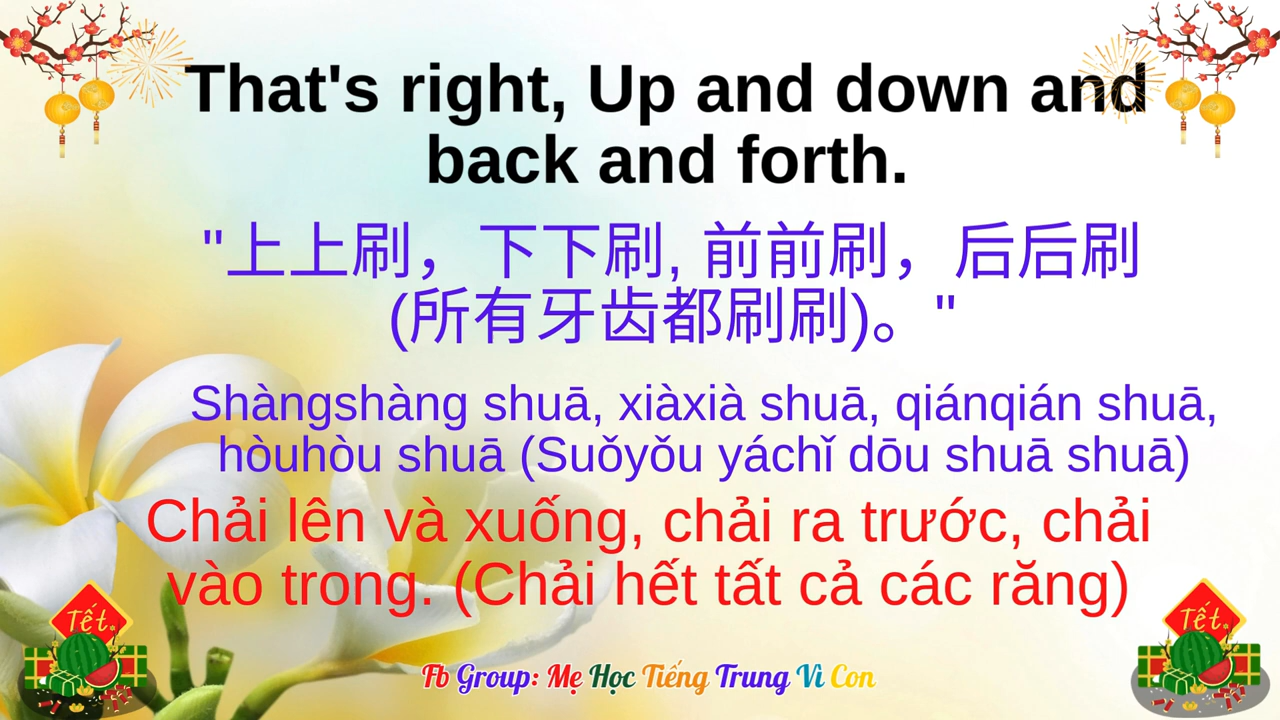 That's right, Up and down and
back and forth.
"上上刷，下下刷, 前前刷，后后刷
(所有牙齿都刷刷)。"
Shàngshàng shuā, xiàxià shuā, qiánqián shuā,
hòuhòu shuā (Suǒyǒu yáchǐ dōu shuā shuā)
Chải lên và xuống, chải ra trước, chải
vào trong. (Chải hết tất cả các răng)
Tết
Tết
Fb Group: Mẹ Học Tiếng Trung Vì Con